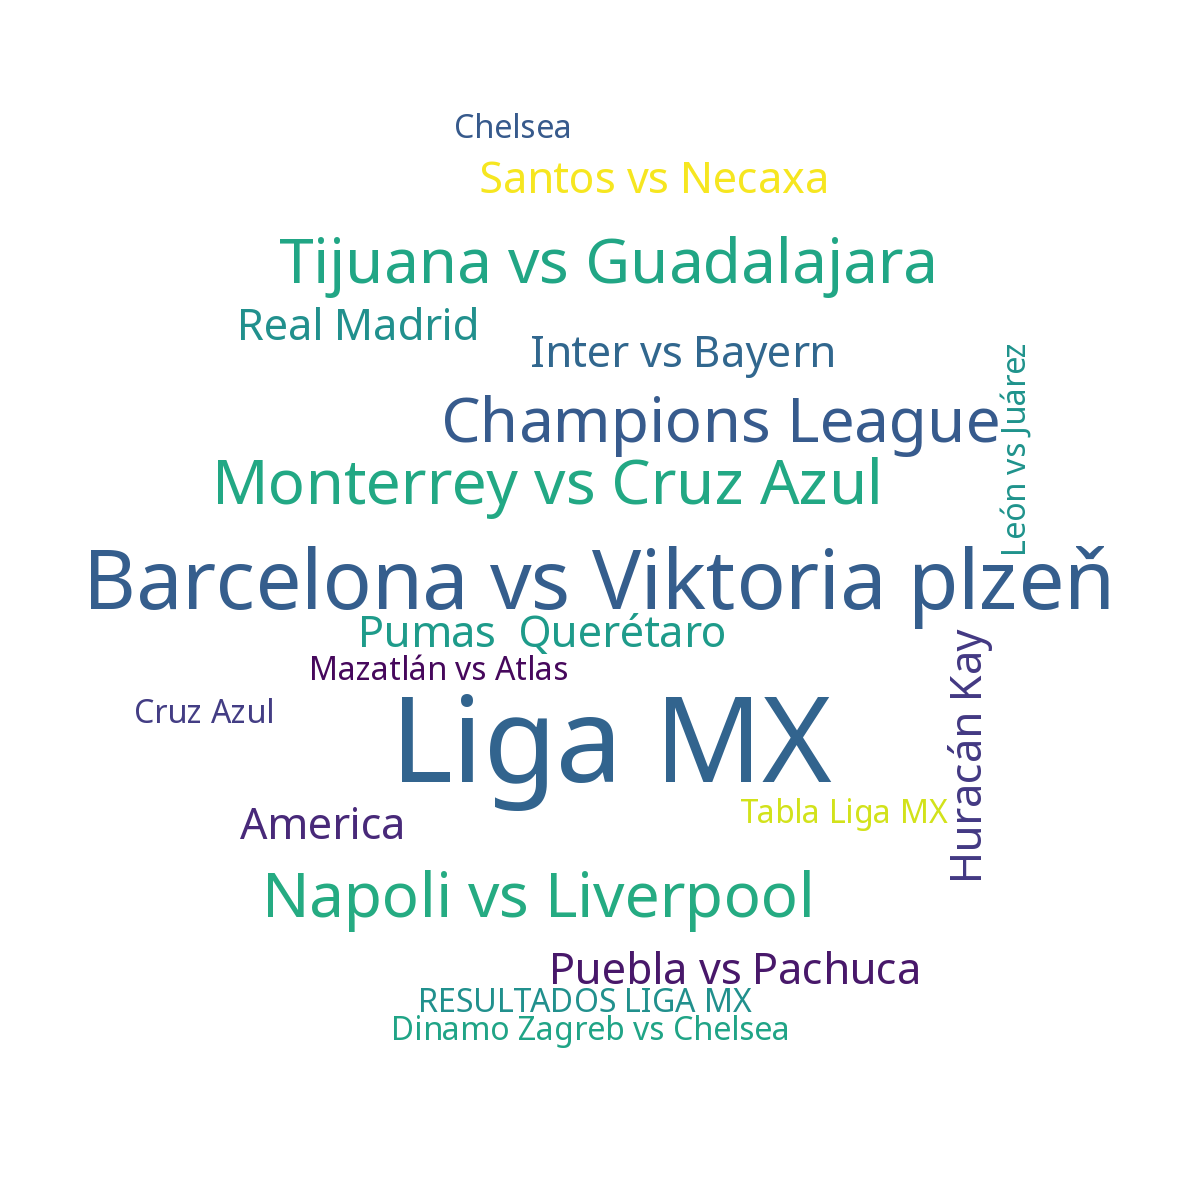 Chelsea
Santos vs Necaxa
Tijuana vs Guadalajara
Real Madrid
Inter vs Bayern
León vs Juárez
Champions League
Monterrey vs Cruz Azul
Barcelona vs Viktoria plzeň
Pumas  Querétaro
Mazatlán vs Atlas
Huracán Kay
Cruz Azul
Liga MX
Tabla Liga MX
America
Napoli vs Liverpool
Puebla vs Pachuca
RESULTADOS LIGA MX
Dinamo Zagreb vs Chelsea